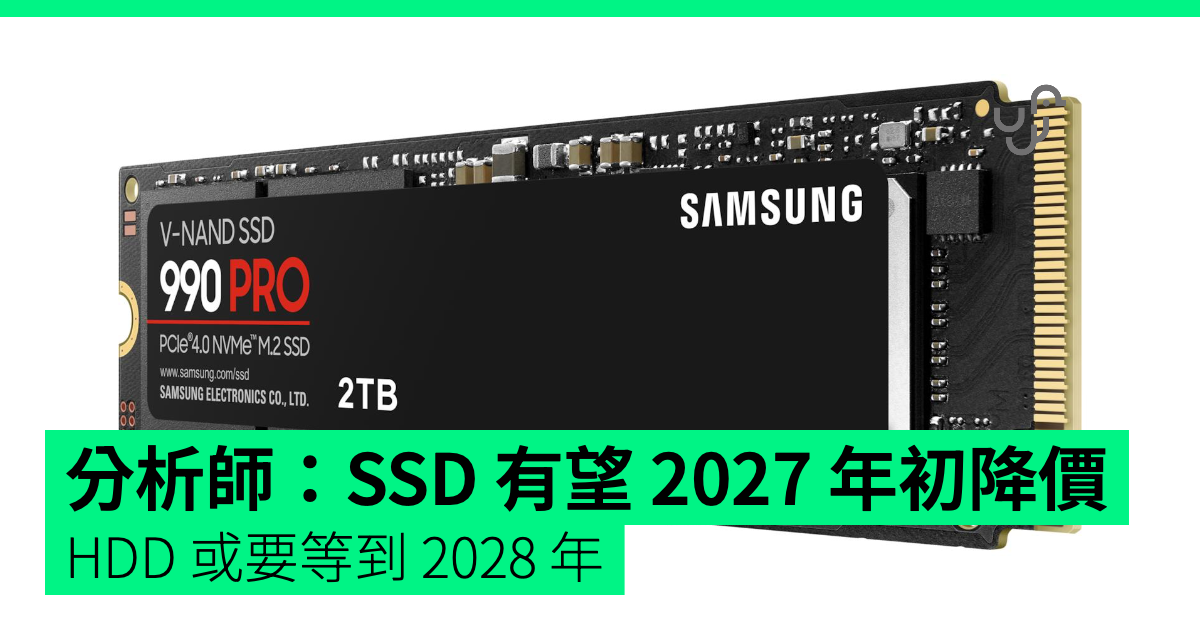 SAMSUNG
V-NAND SSD
990 PRO
PCIe® 4.0 NVMe™ M.2 SSD
www.samsung.com/ssd
SAMSUNG ELECTRONICS CO., LTD.
2TB
分析師：SSD 有望 2027 年初降價
HDD 或要等到 2028 年